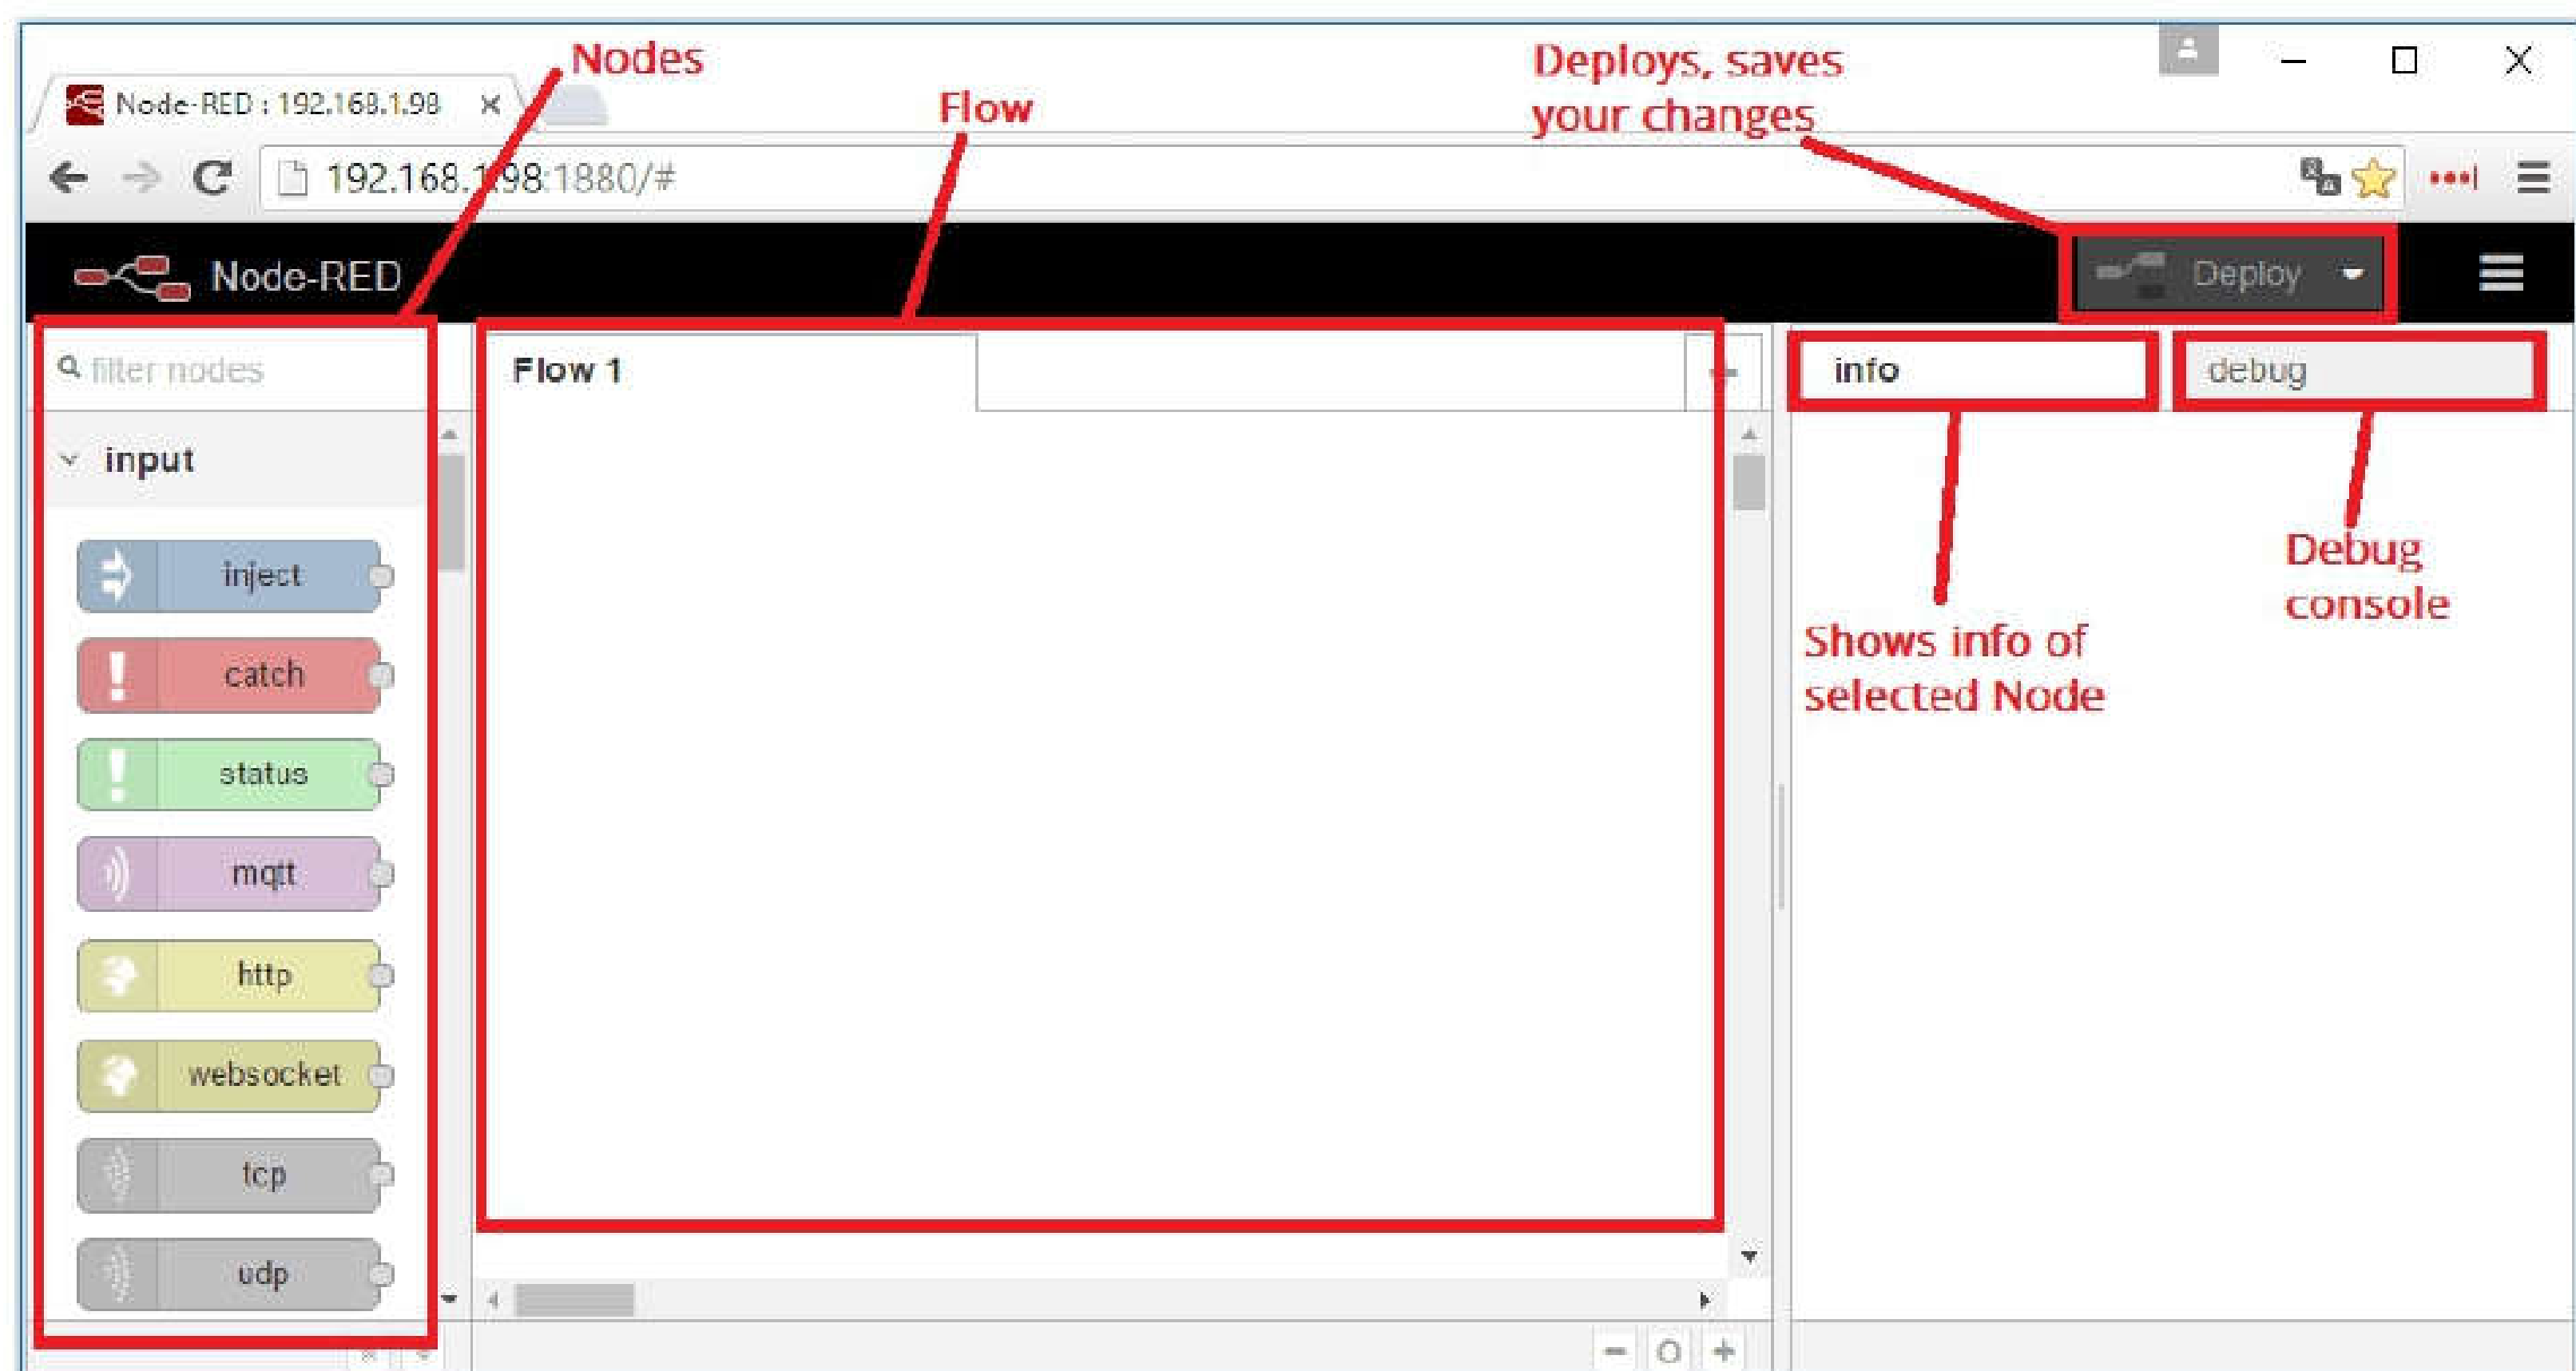 Nodes
Flow
Deploys, saves
your changes
Node-RED : 192.168.1.98
192.168.1.98:1880/#
Node-RED
Deploy
filter nodes
Flow 1
info
debug
input
inject
catch
status
mqtt
http
websocket
tcp
udp
Debug
console
Shows info of
selected Node